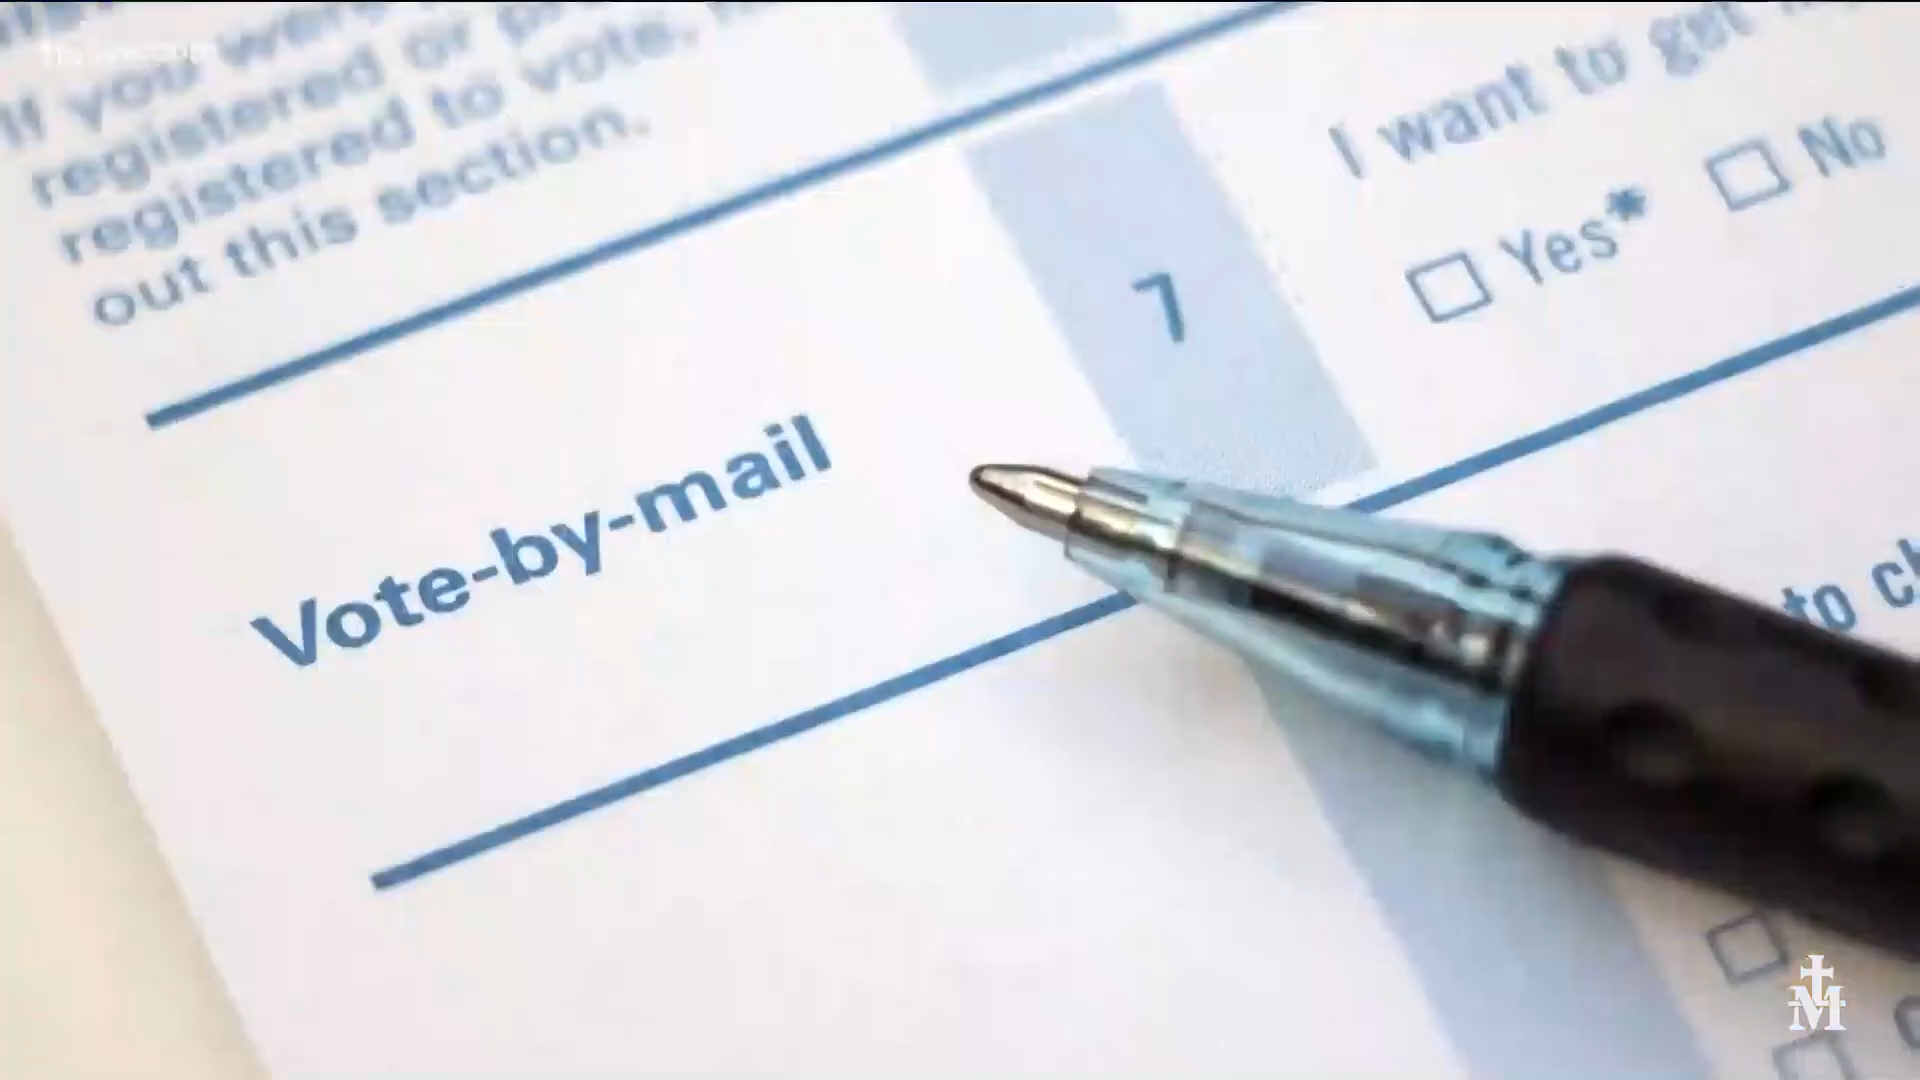 If you were
registered or pr
registered to vote,
out this section.
Vote-by-mail
7
I want to get
Yes* No
to ch
M